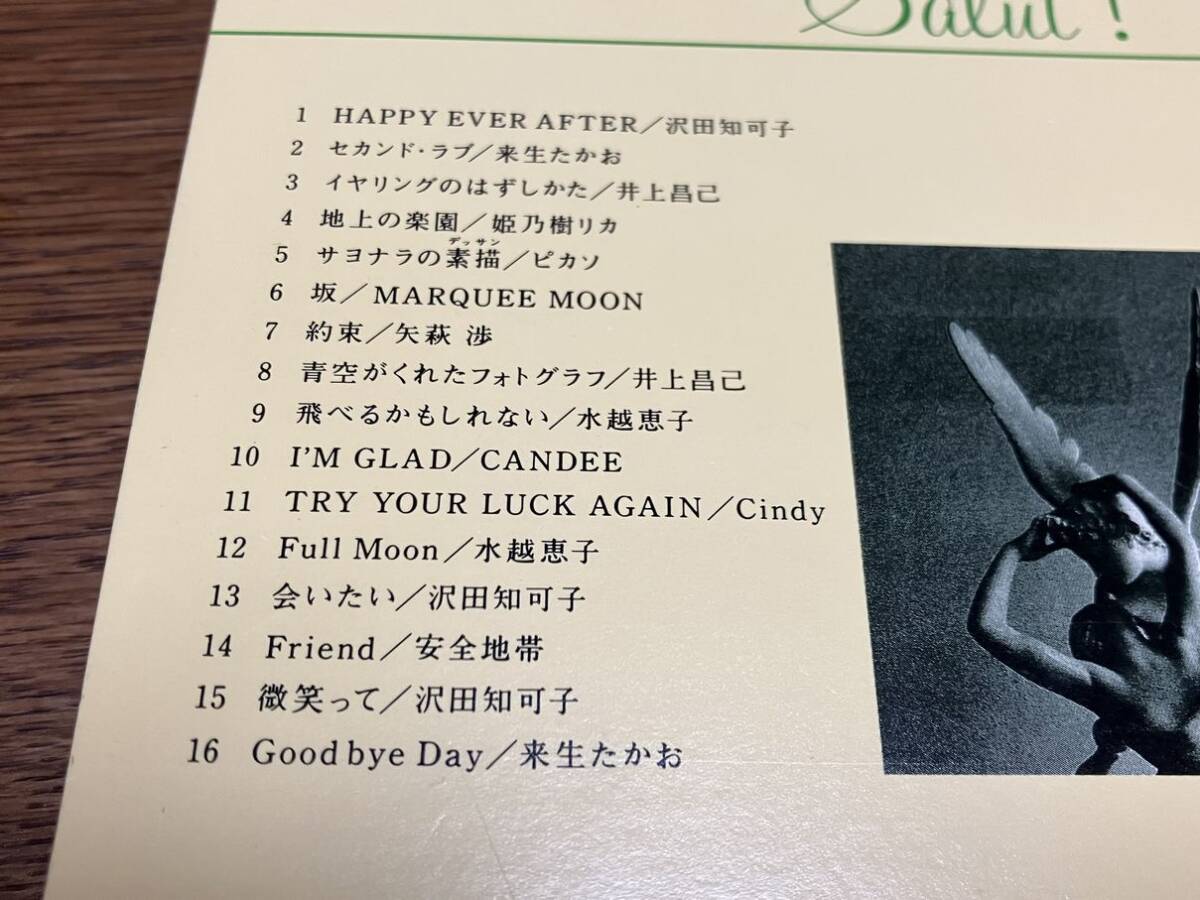 Salut!
1 HAPPY EVER AFTER/沢田知可子
2 セカンド・ラブ/来生たかお
3 イヤリングのはずしかた/井上昌己
4 地上の楽園/姫乃樹リカ
デッサン
5 サヨナラの素描/ピカソ
6 坂/MARQUEE MOON
7 約束/矢萩 渉
8 青空がくれたフォトグラフ/井上昌己
9 飛べるかもしれない/水越恵子
10 I'M GLAD/CANDEE
11 TRY YOUR LUCK AGAIN/Cindy
12 Full Moon/水越恵子
13 会いたい/沢田知可子
14 Friend/安全地帯
15 微笑って/沢田知可子
16 Goodbye Day/来生たかお